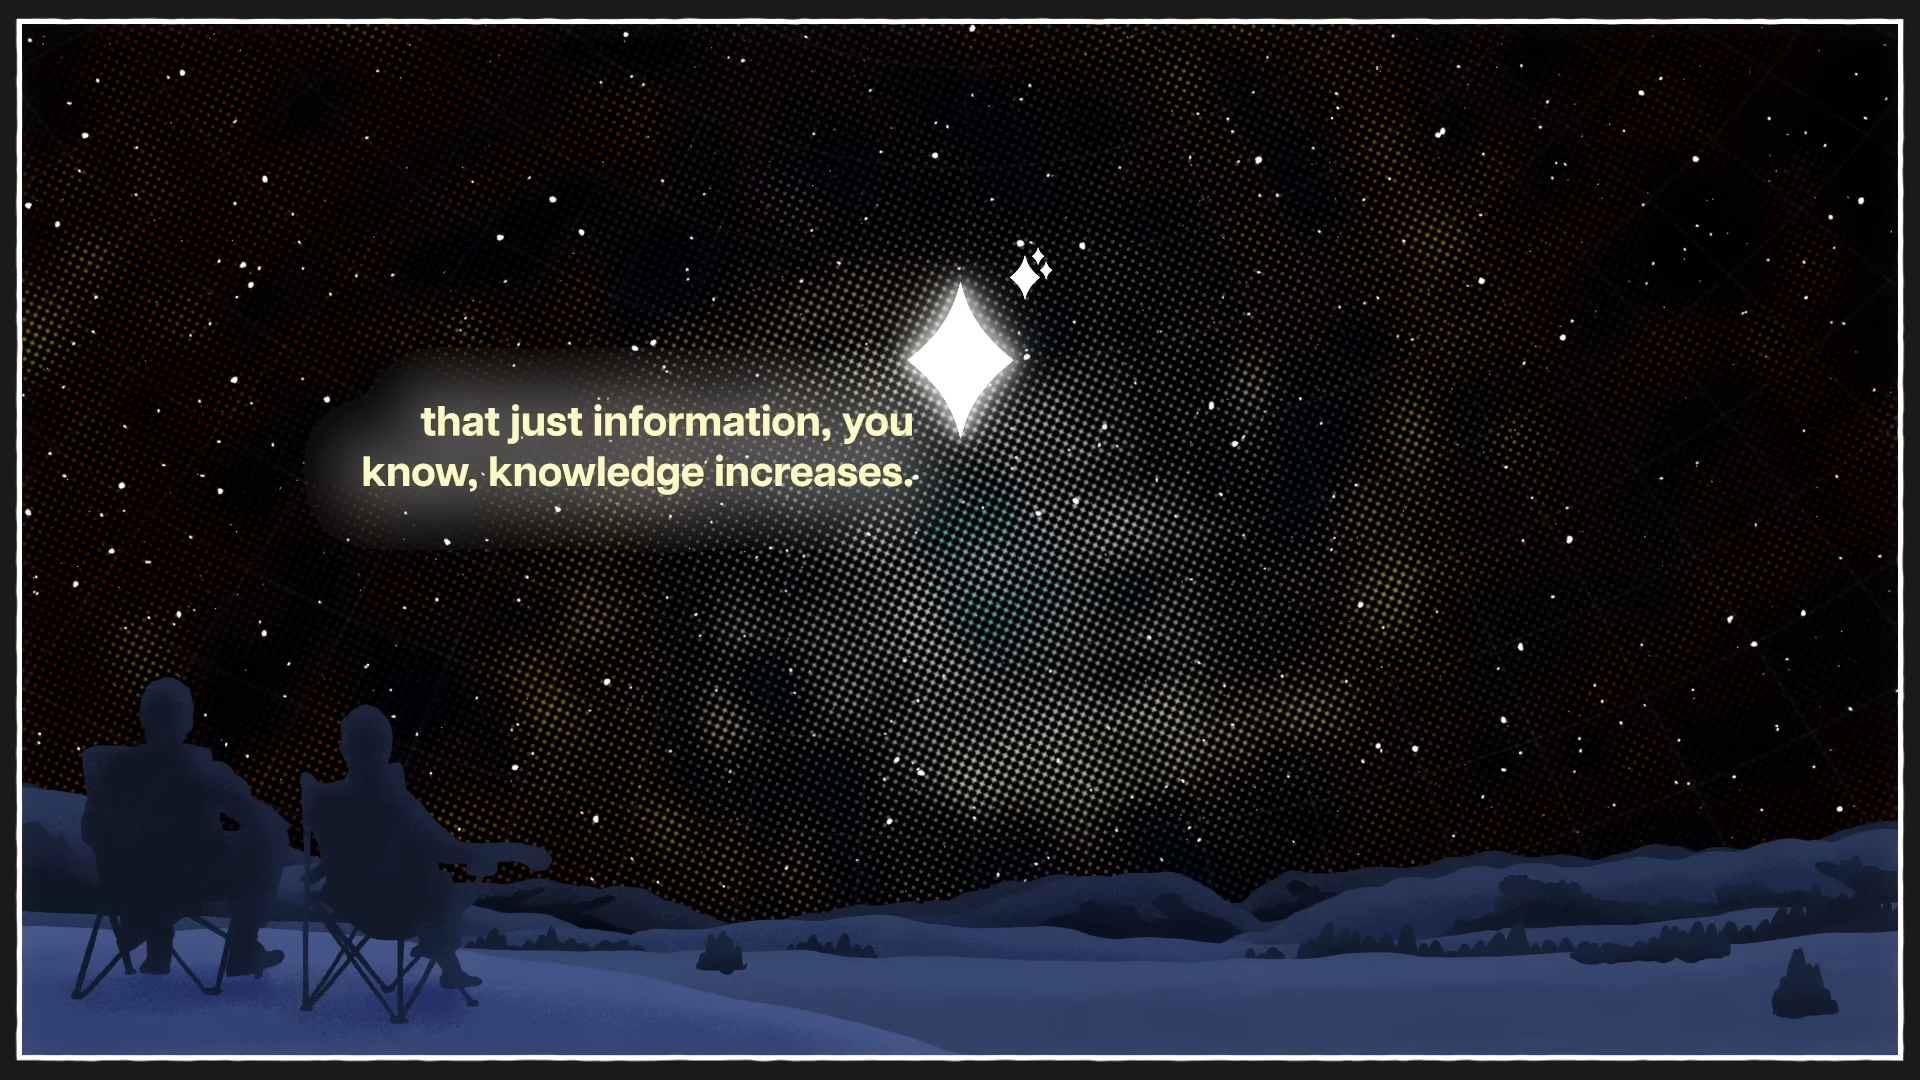 that just information, you
know, knowledge increases.